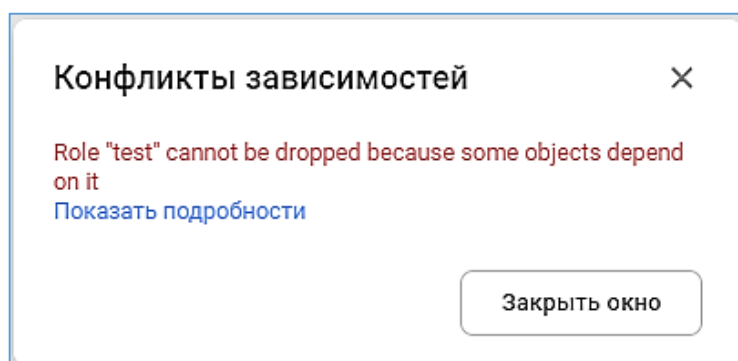 Конфликты зависимостей
Role "test" cannot be dropped because some objects depend
on it
Показать подробности
Закрыть окно